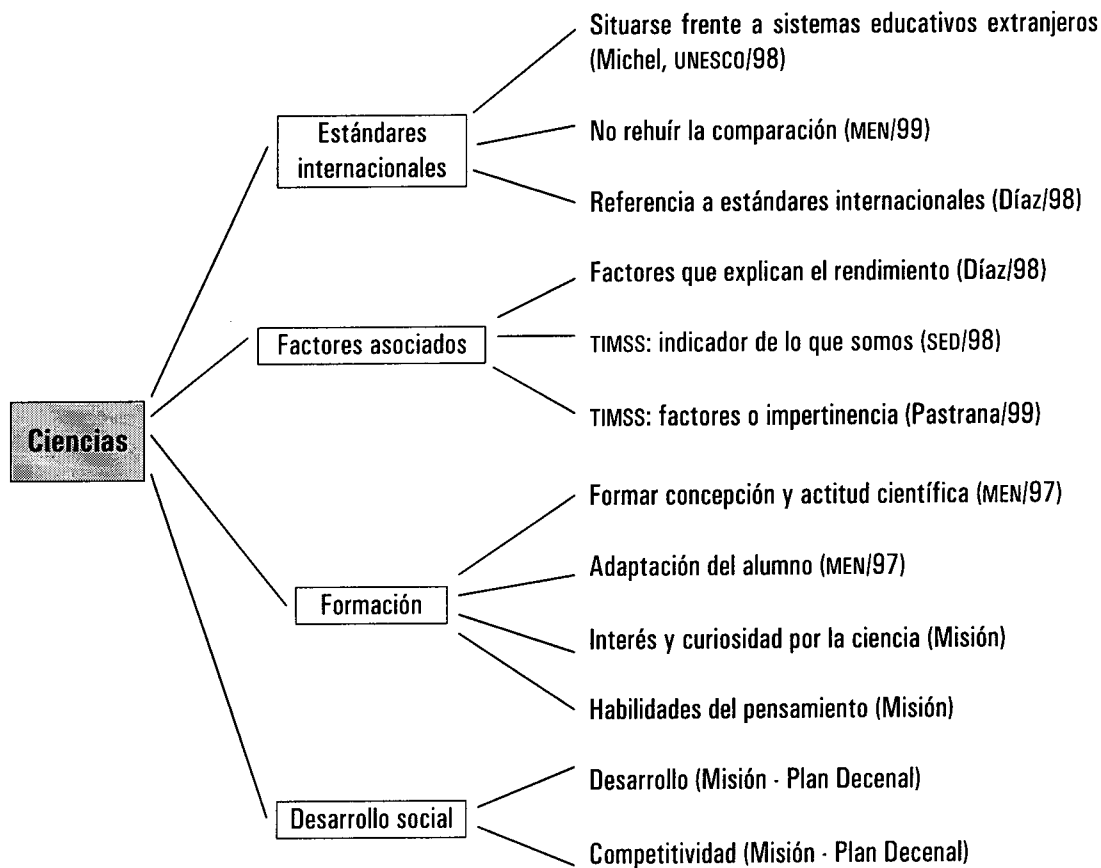 Situarse frente a sistemas educativos extranjeros
(Michel, UNESCO/98)
Estándares
internacionales
No rehuír la comparación (MEN/99)
Referencia a estándares internacionales (Díaz/98)
Factores que explican el rendimiento (Díaz/98)
Factores asociados
TIMSS: indicador de lo que somos (SED/98)
TIMSS: factores o impertinencia (Pastrana/99)
Ciencias
Formar concepción y actitud científica (MEN/97)
Adaptación del alumno (MEN/97)
Formación
Interés y curiosidad por la ciencia (Misión)
Habilidades del pensamiento (Misión)
Desarrollo (Misión - Plan Decenal)
Desarrollo social
Competitividad (Misión - Plan Decenal)